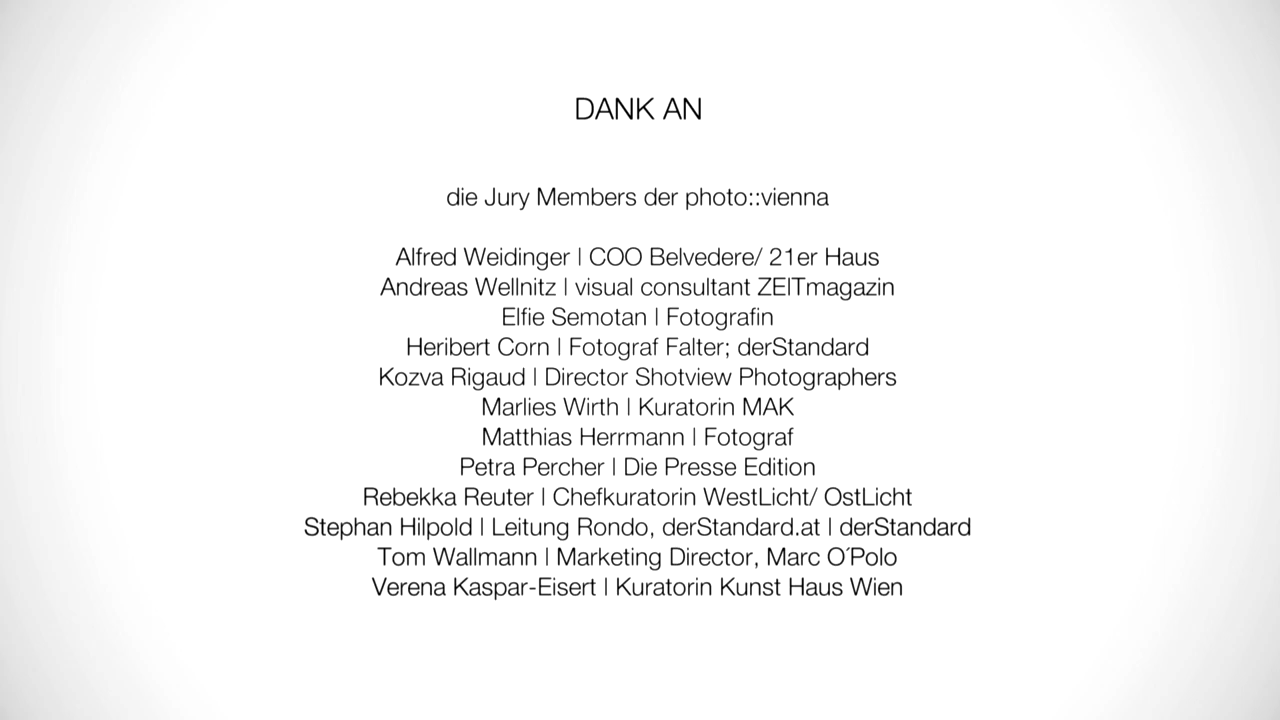 DANK AN
die Jury Members der photo::vienna
Alfred Weidinger | COO Belvedere/ 21er Haus
Andreas Wellnitz | visual consultant ZEITmagazin
Elfie Semotan | Fotografin
Heribert Corn | Fotograf Falter; derStandard
Kozva Rigaud | Director Shotview Photographers
Marlies Wirth | Kuratorin MAK
Matthias Herrmann | Fotograf
Petra Percher | Die Presse Edition
Rebekka Reuter | Chefkuratorin WestLicht/ OstLicht
Stephan Hilpold | Leitung Rondo, derStandard.at | derStandard
Tom Wallmann | Marketing Director, Marc O´Polo
Verena Kaspar-Eisert | Kuratorin Kunst Haus Wien